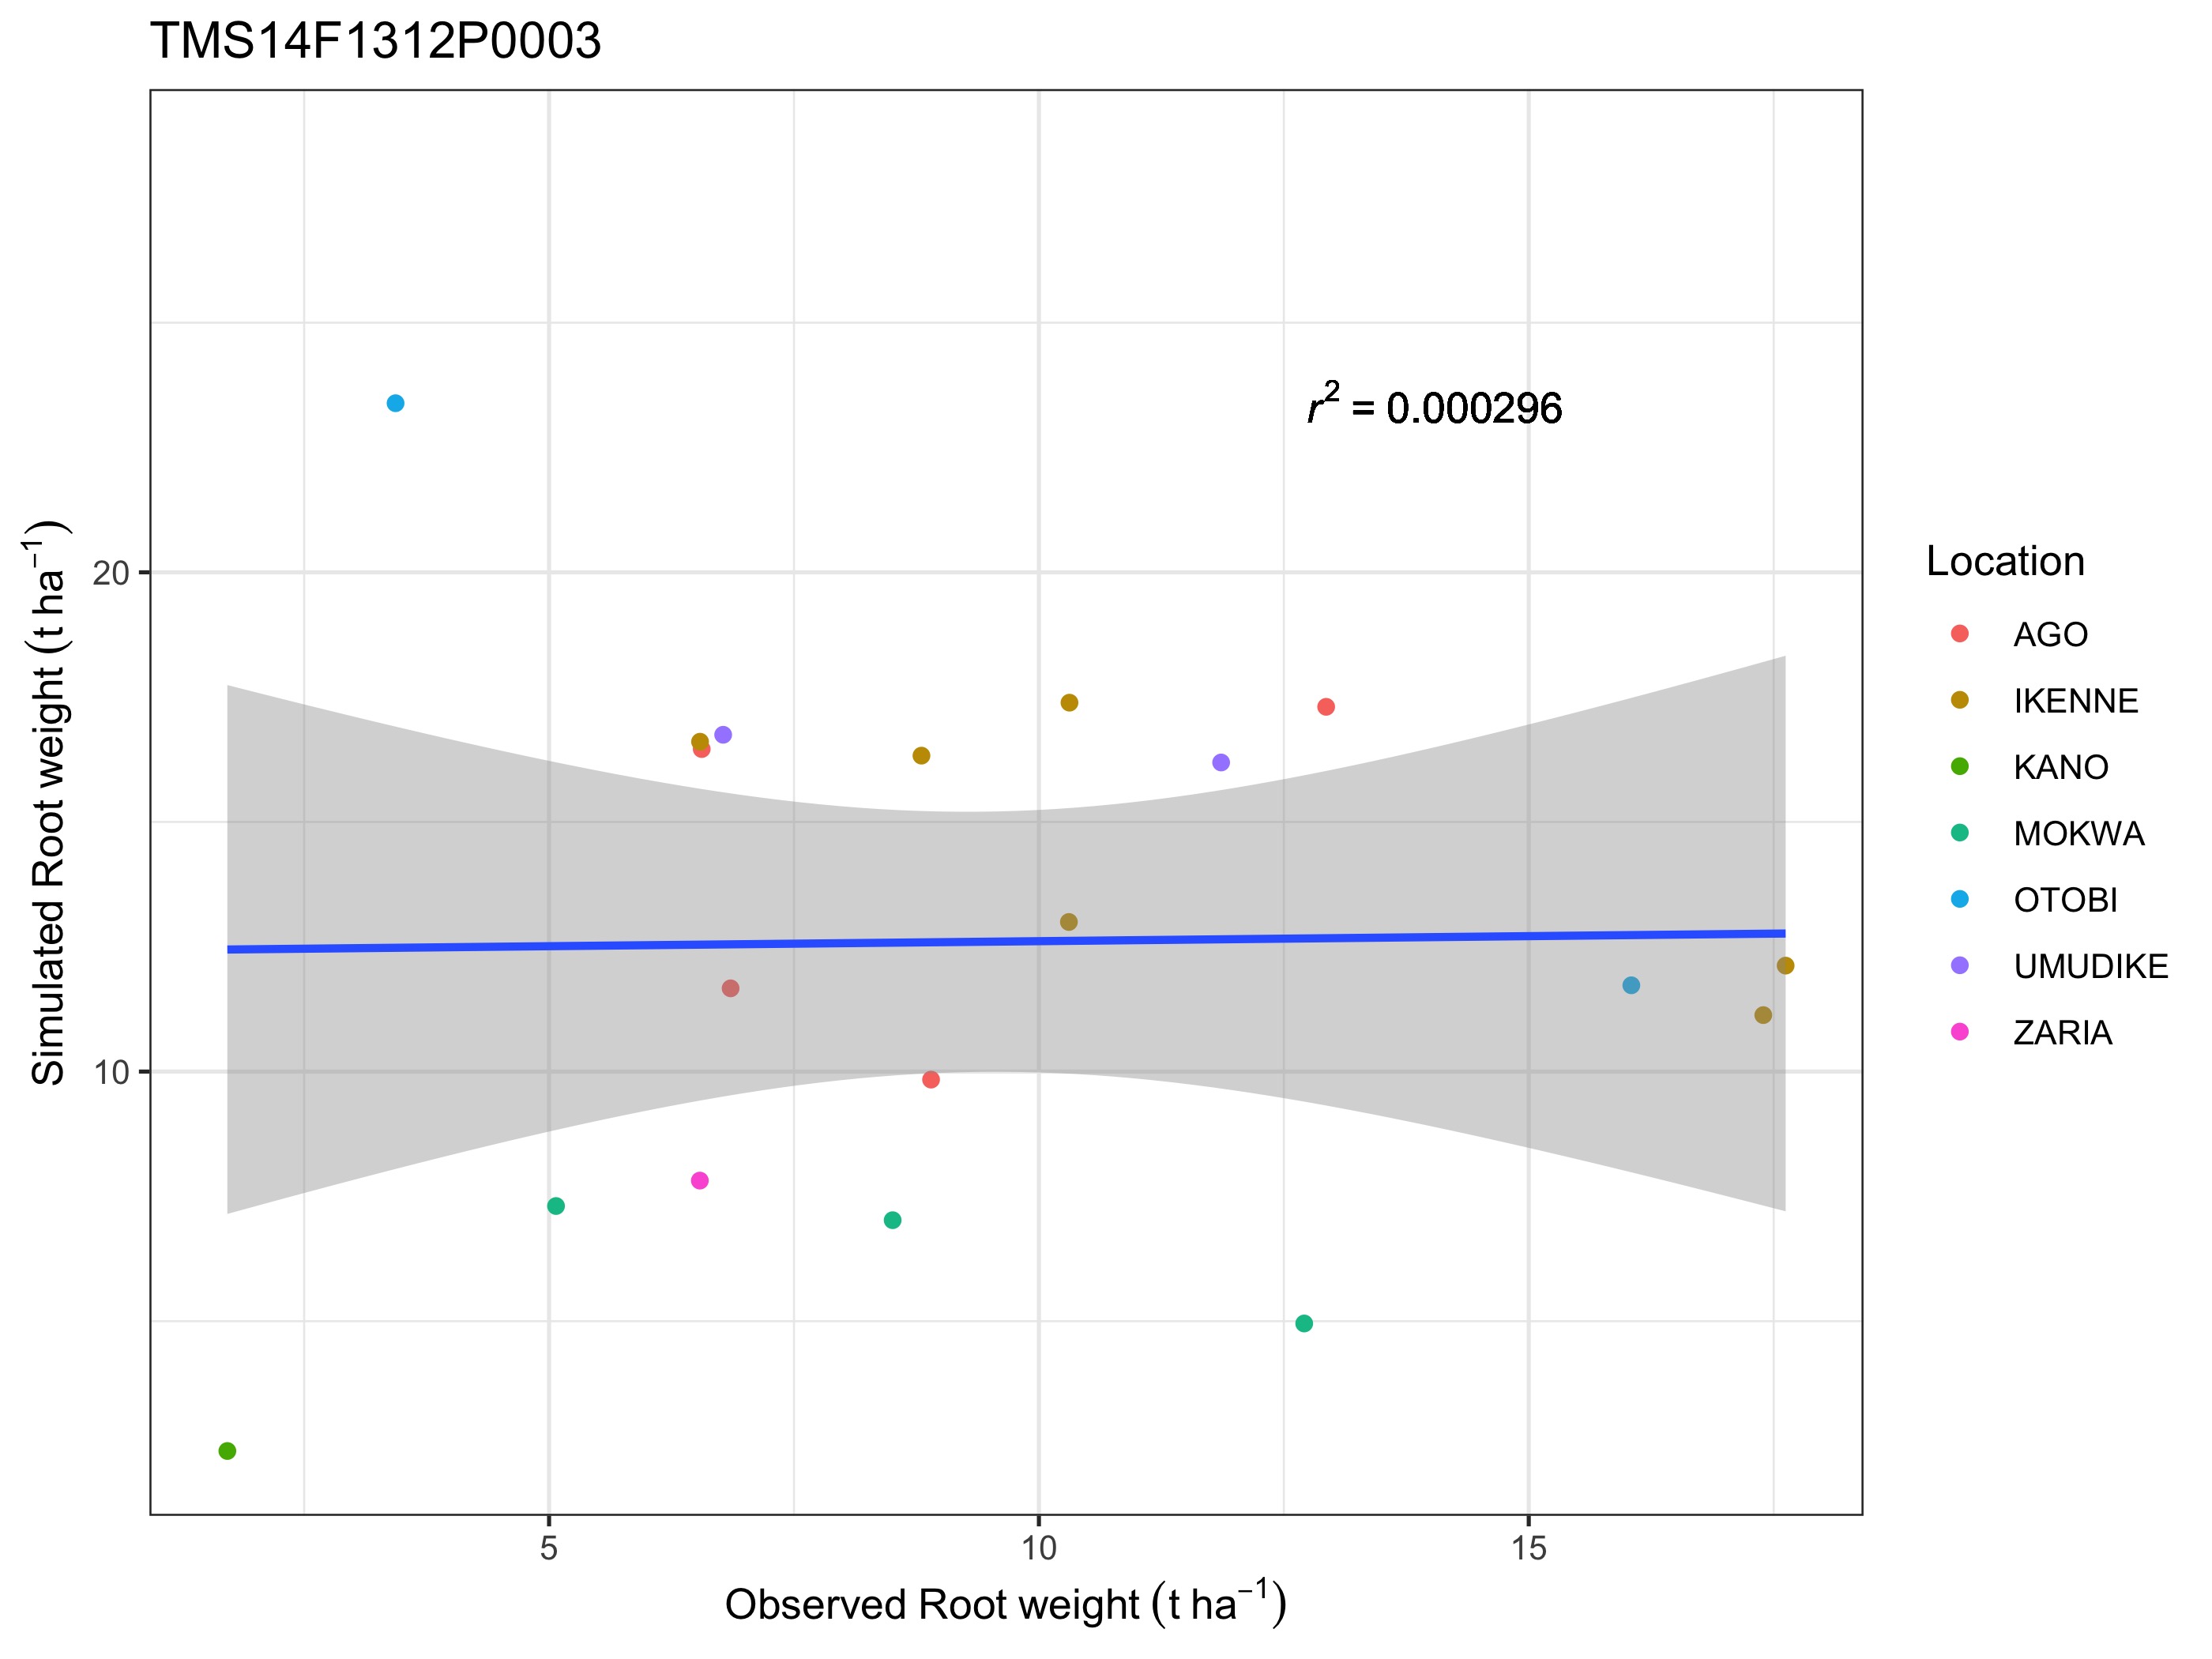 TMS14F1312P0003
r² = 0.000296
Simulated Root weight (t ha⁻¹)
20
10
5 10 15
Observed Root weight (t ha⁻¹)
Location
AGO
IKENNE
KANO
MOKWA
OTOBI
UMUDIKE
ZARIA